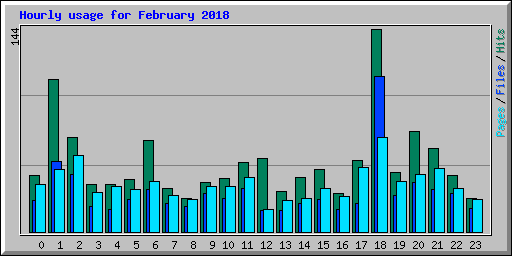 Hourly usage for February 2018
144
Pages / Files / Hits
0 1 2 3 4 5 6 7 8 9 10 11 12 13 14 15 16 17 18 19 20 21 22 23